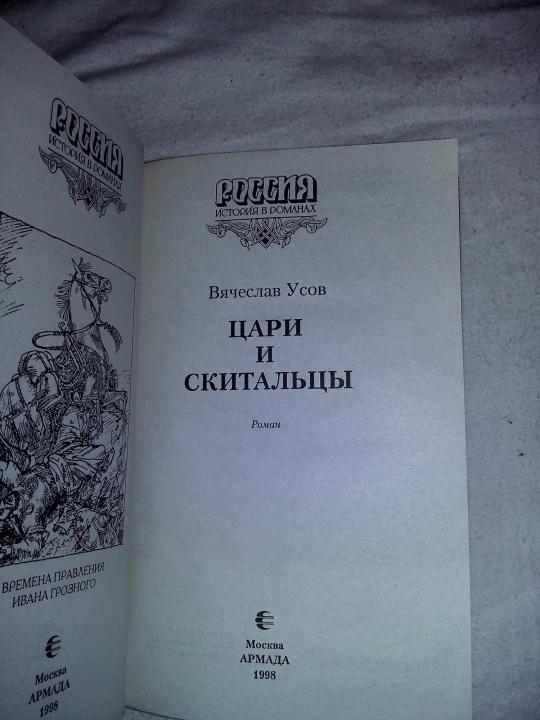 РОССИЯ
ИСТОРИЯ В РОМАНАХ
ВРЕМЕНА ПРАВЛЕНИЯ
ИВАНА ГРОЗНОГО
Москва
АРМАДА
1998
РОССИЯ
ИСТОРИЯ В РОМАНАХ
Вячеслав Усов
ЦАРИ
И
СКИТАЛЬЦЫ
Роман
Москва
АРМАДА
1998